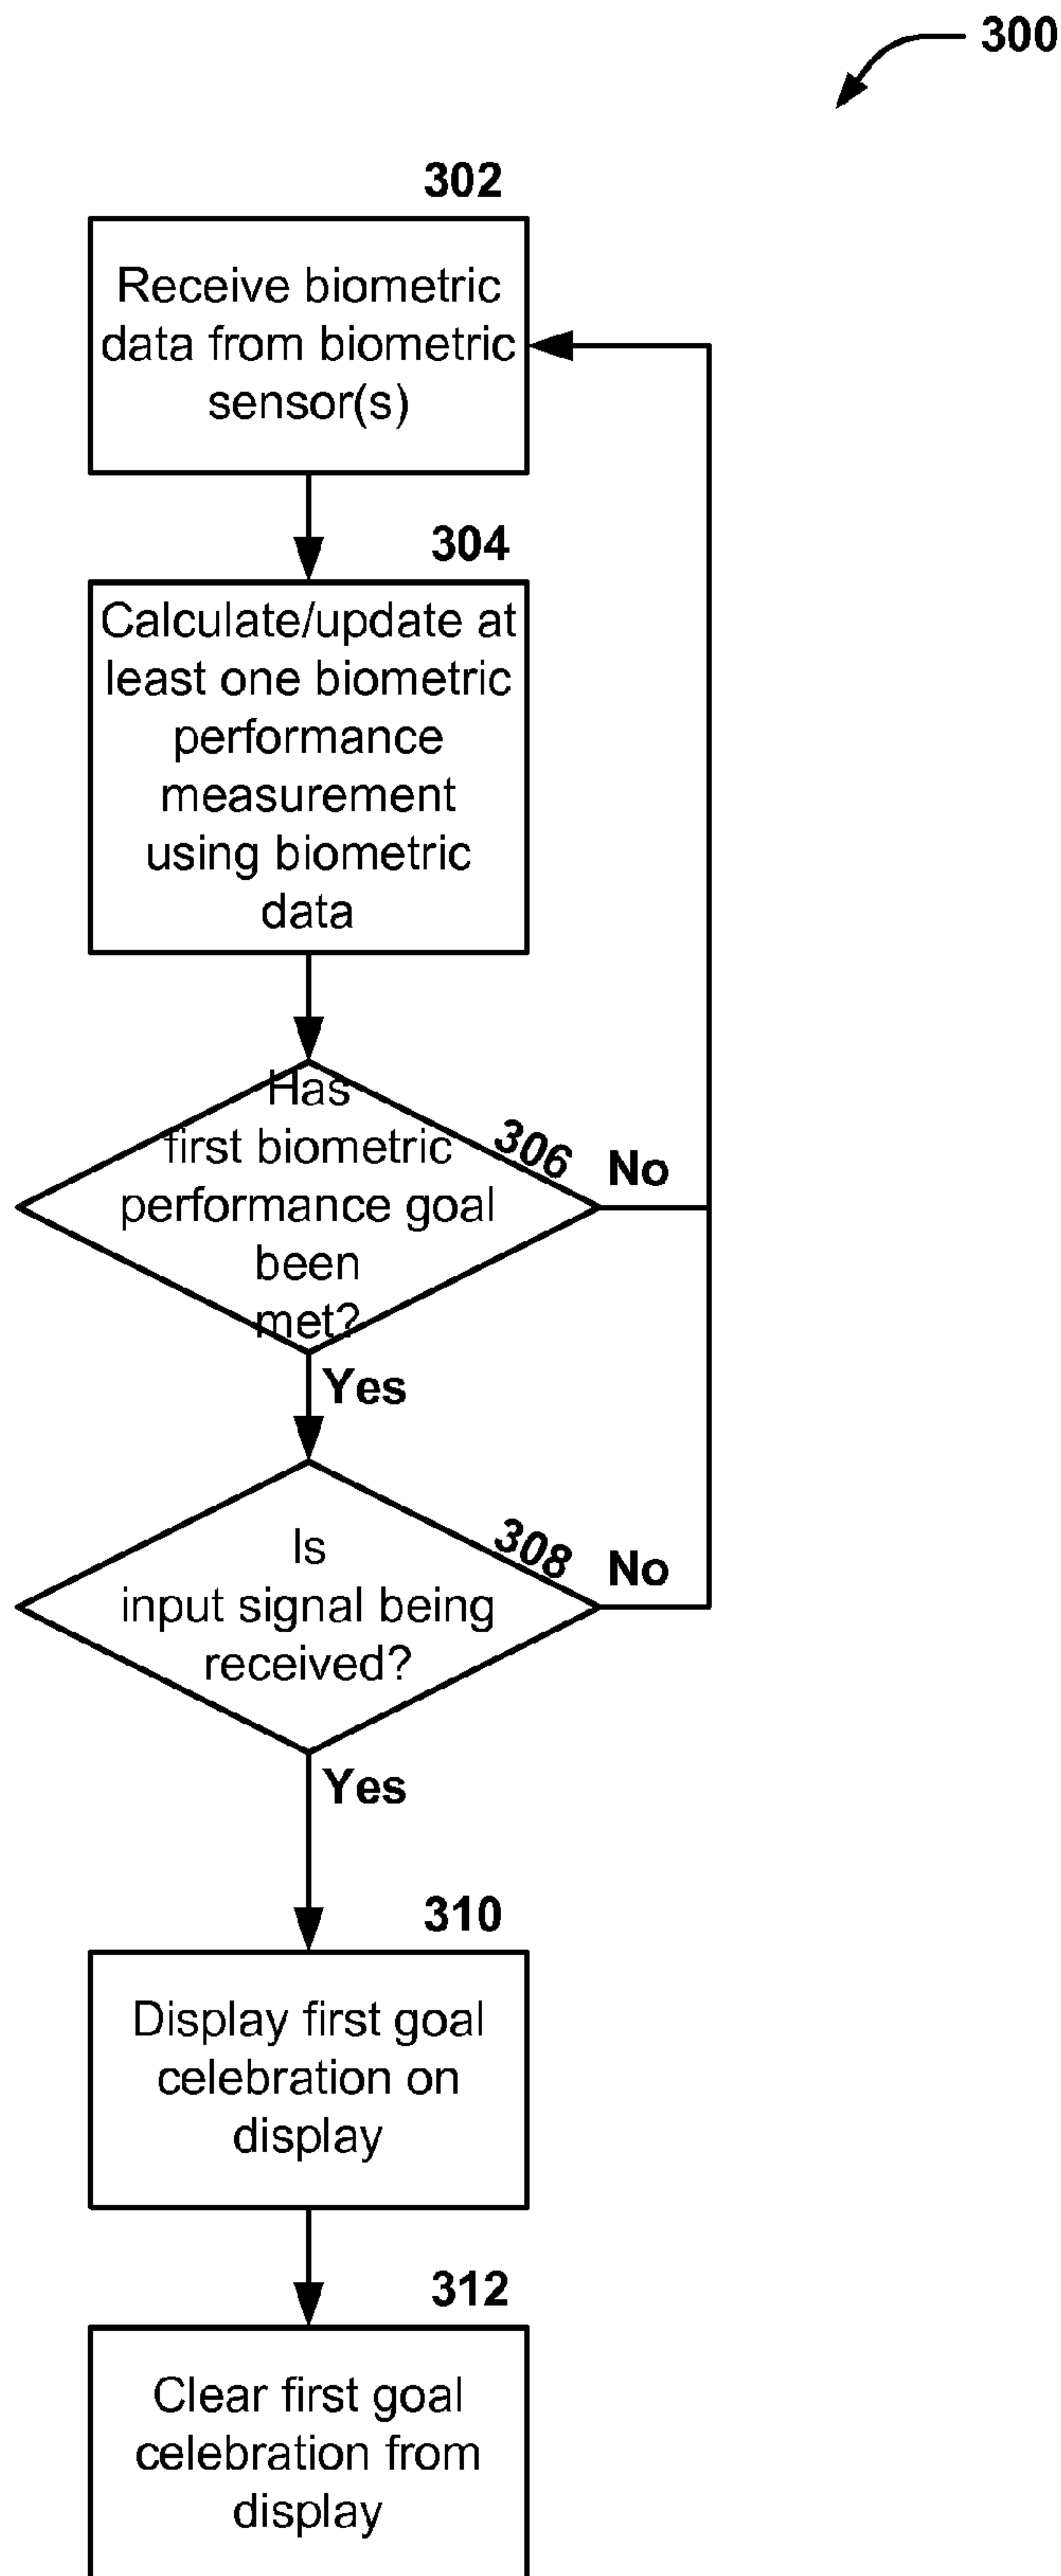 300
302
Receive biometric
data from biometric
sensor(s)
304
Calculate/update at
least one biometric
performance
measurement
using biometric
data
Has
first biometric
performance goal
been
met?
306
No
Yes
Is
input signal being
received?
308
No
Yes
310
Display first goal
celebration on
display
312
Clear first goal
celebration from
display